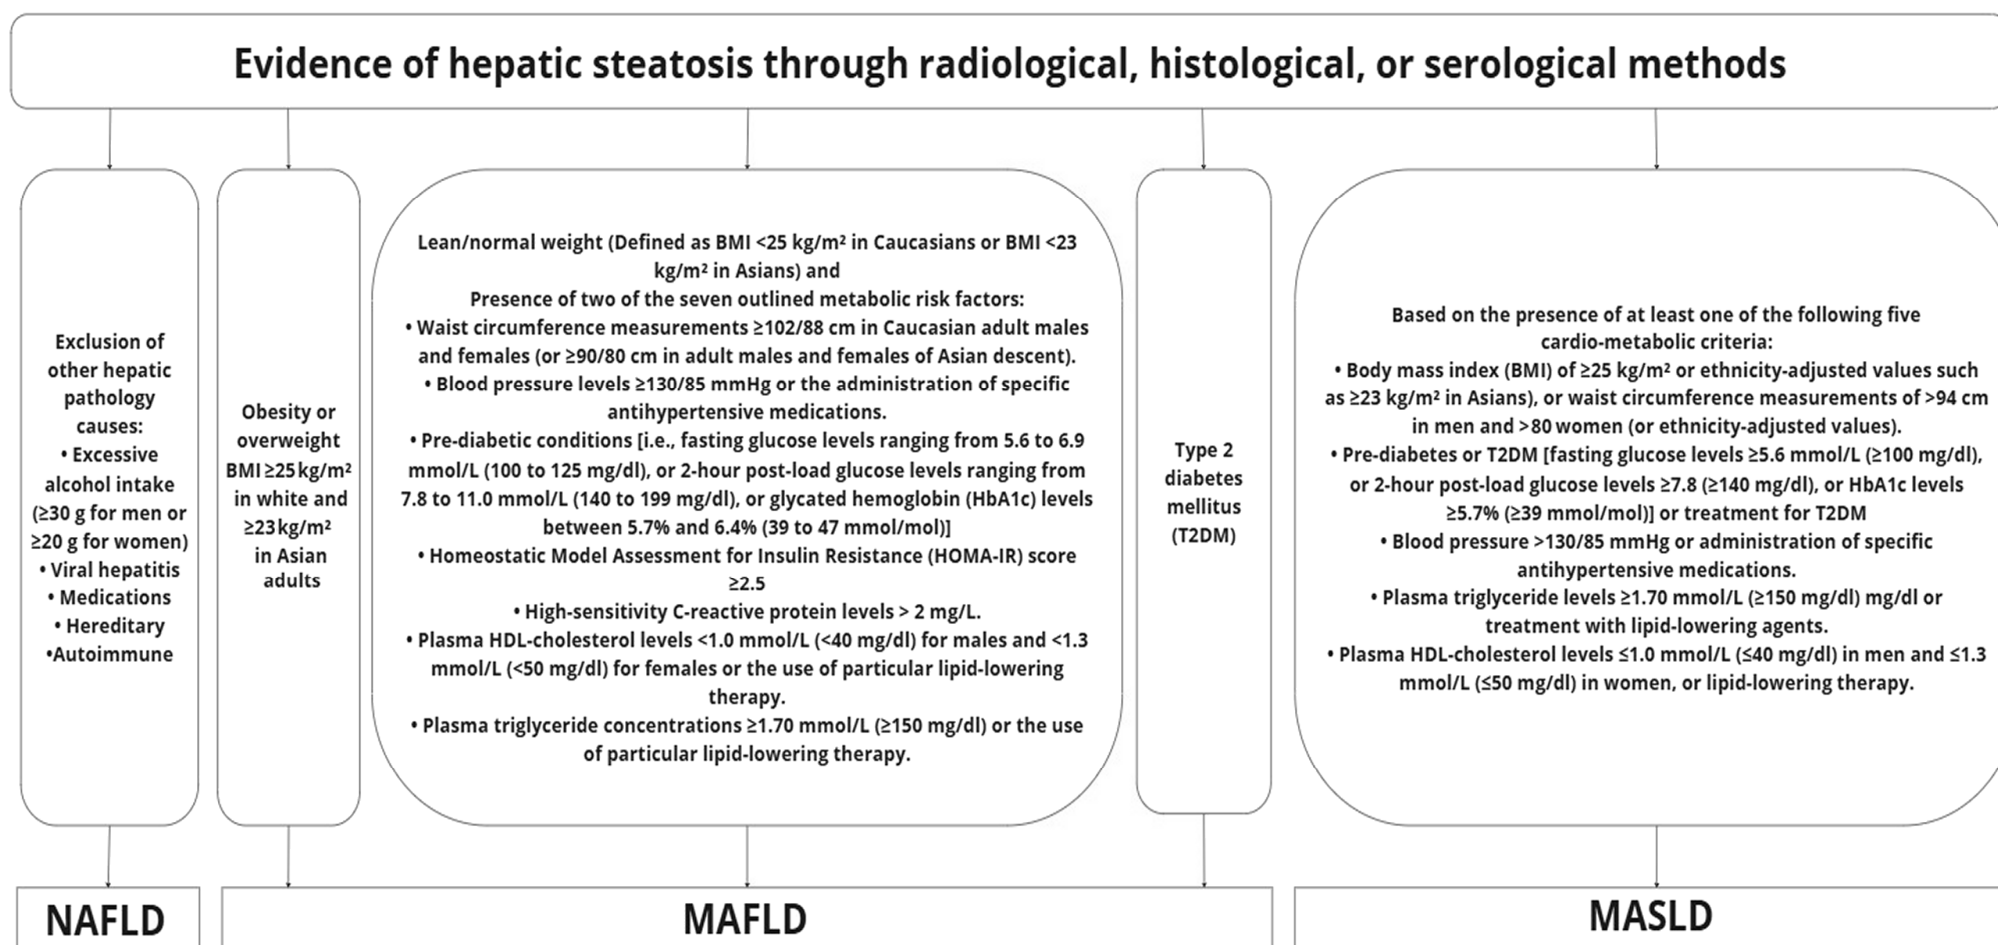 Evidence of hepatic steatosis through radiological, histological, or serological methods
Exclusion of
other hepatic
pathology
causes:
• Excessive
alcohol intake
(≥30 g for men or
≥20 g for women)
• Viral hepatitis
• Medications
• Hereditary
•Autoimmune
Obesity or
overweight
BMI ≥25 kg/m²
in white and
≥23 kg/m²
in Asian
adults
Lean/normal weight (Defined as BMI <25 kg/m² in Caucasians or BMI <23
kg/m² in Asians) and
Presence of two of the seven outlined metabolic risk factors:
• Waist circumference measurements ≥102/88 cm in Caucasian adult males
and females (or ≥90/80 cm in adult males and females of Asian descent).
• Blood pressure levels ≥130/85 mmHg or the administration of specific
antihypertensive medications.
• Pre-diabetic conditions [i.e., fasting glucose levels ranging from 5.6 to 6.9
mmol/L (100 to 125 mg/dl), or 2-hour post-load glucose levels ranging from
7.8 to 11.0 mmol/L (140 to 199 mg/dl), or glycated hemoglobin (HbA1c) levels
between 5.7% and 6.4% (39 to 47 mmol/mol)]
• Homeostatic Model Assessment for Insulin Resistance (HOMA-IR) score
≥2.5
• High-sensitivity C-reactive protein levels > 2 mg/L.
• Plasma HDL-cholesterol levels <1.0 mmol/L (<40 mg/dl) for males and <1.3
mmol/L (<50 mg/dl) for females or the use of particular lipid-lowering
therapy.
• Plasma triglyceride concentrations ≥1.70 mmol/L (≥150 mg/dl) or the use
of particular lipid-lowering therapy.
Type 2
diabetes
mellitus
(T2DM)
Based on the presence of at least one of the following five
cardio-metabolic criteria:
• Body mass index (BMI) of ≥25 kg/m² or ethnicity-adjusted values such
as ≥23 kg/m² in Asians), or waist circumference measurements of >94 cm
in men and >80 women (or ethnicity-adjusted values).
• Pre-diabetes or T2DM [fasting glucose levels ≥5.6 mmol/L (≥100 mg/dl),
or 2-hour post-load glucose levels ≥7.8 (≥140 mg/dl), or HbA1c levels
≥5.7% (≥39 mmol/mol)] or treatment for T2DM
• Blood pressure >130/85 mmHg or administration of specific
antihypertensive medications.
• Plasma triglyceride levels ≥1.70 mmol/L (≥150 mg/dl) mg/dl or
treatment with lipid-lowering agents.
• Plasma HDL-cholesterol levels ≤1.0 mmol/L (≤40 mg/dl) in men and ≤1.3
mmol/L (≤50 mg/dl) in women, or lipid-lowering therapy.
NAFLD
MAFLD
MASLD